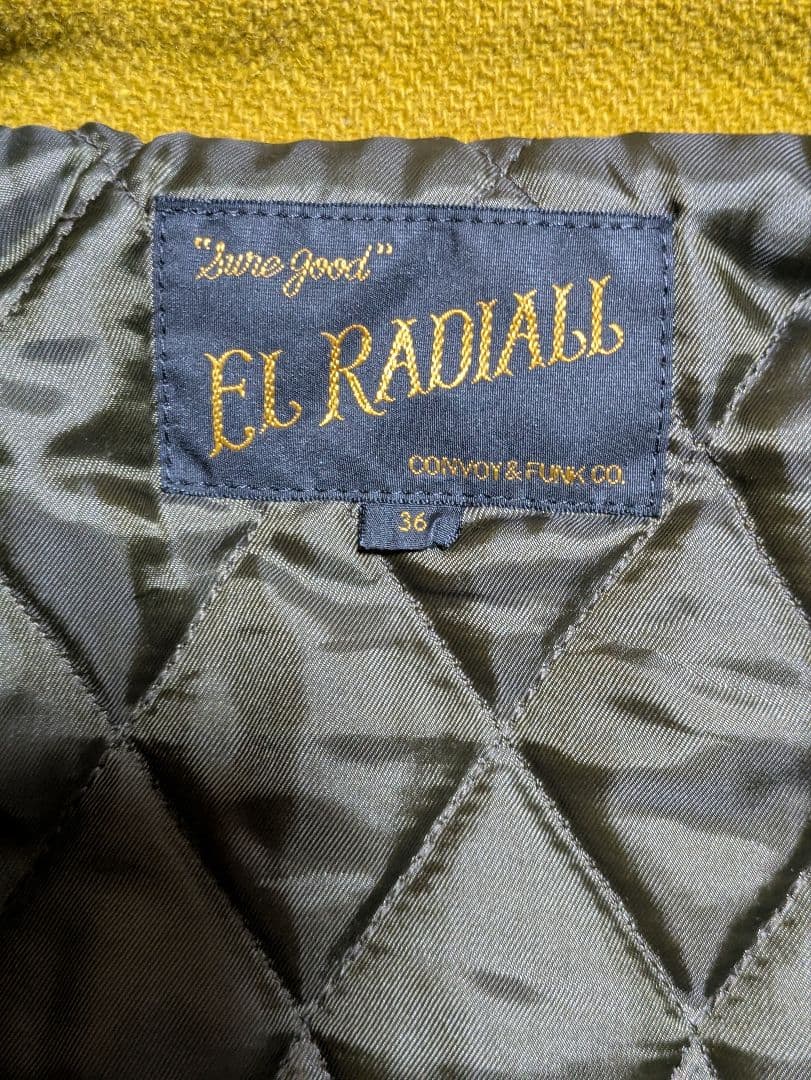 "Sure good"
EL RADIALL
CONVOY & FUNK CO.
36